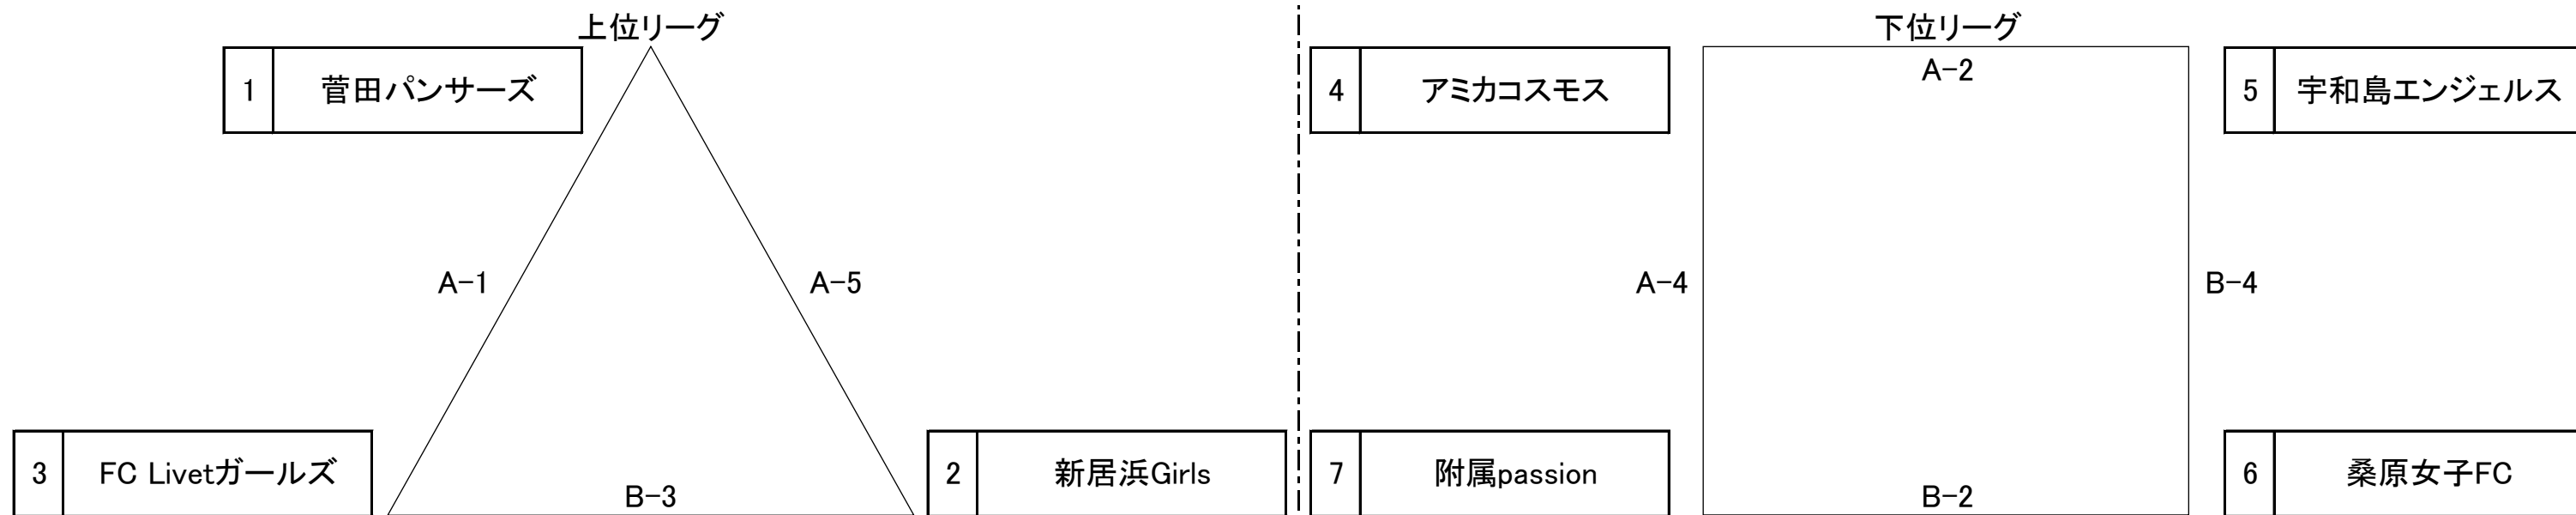 上位リーグ
下位リーグ
1 菅田パンサーズ
4 アミカコスモス
A-2
5 宇和島エンジェルス
A-1
A-5
A-4
B-4
3 FC Livetガールズ
B-3
2 新居浜Girls
7 附属passion
B-2
6 桑原女子FC